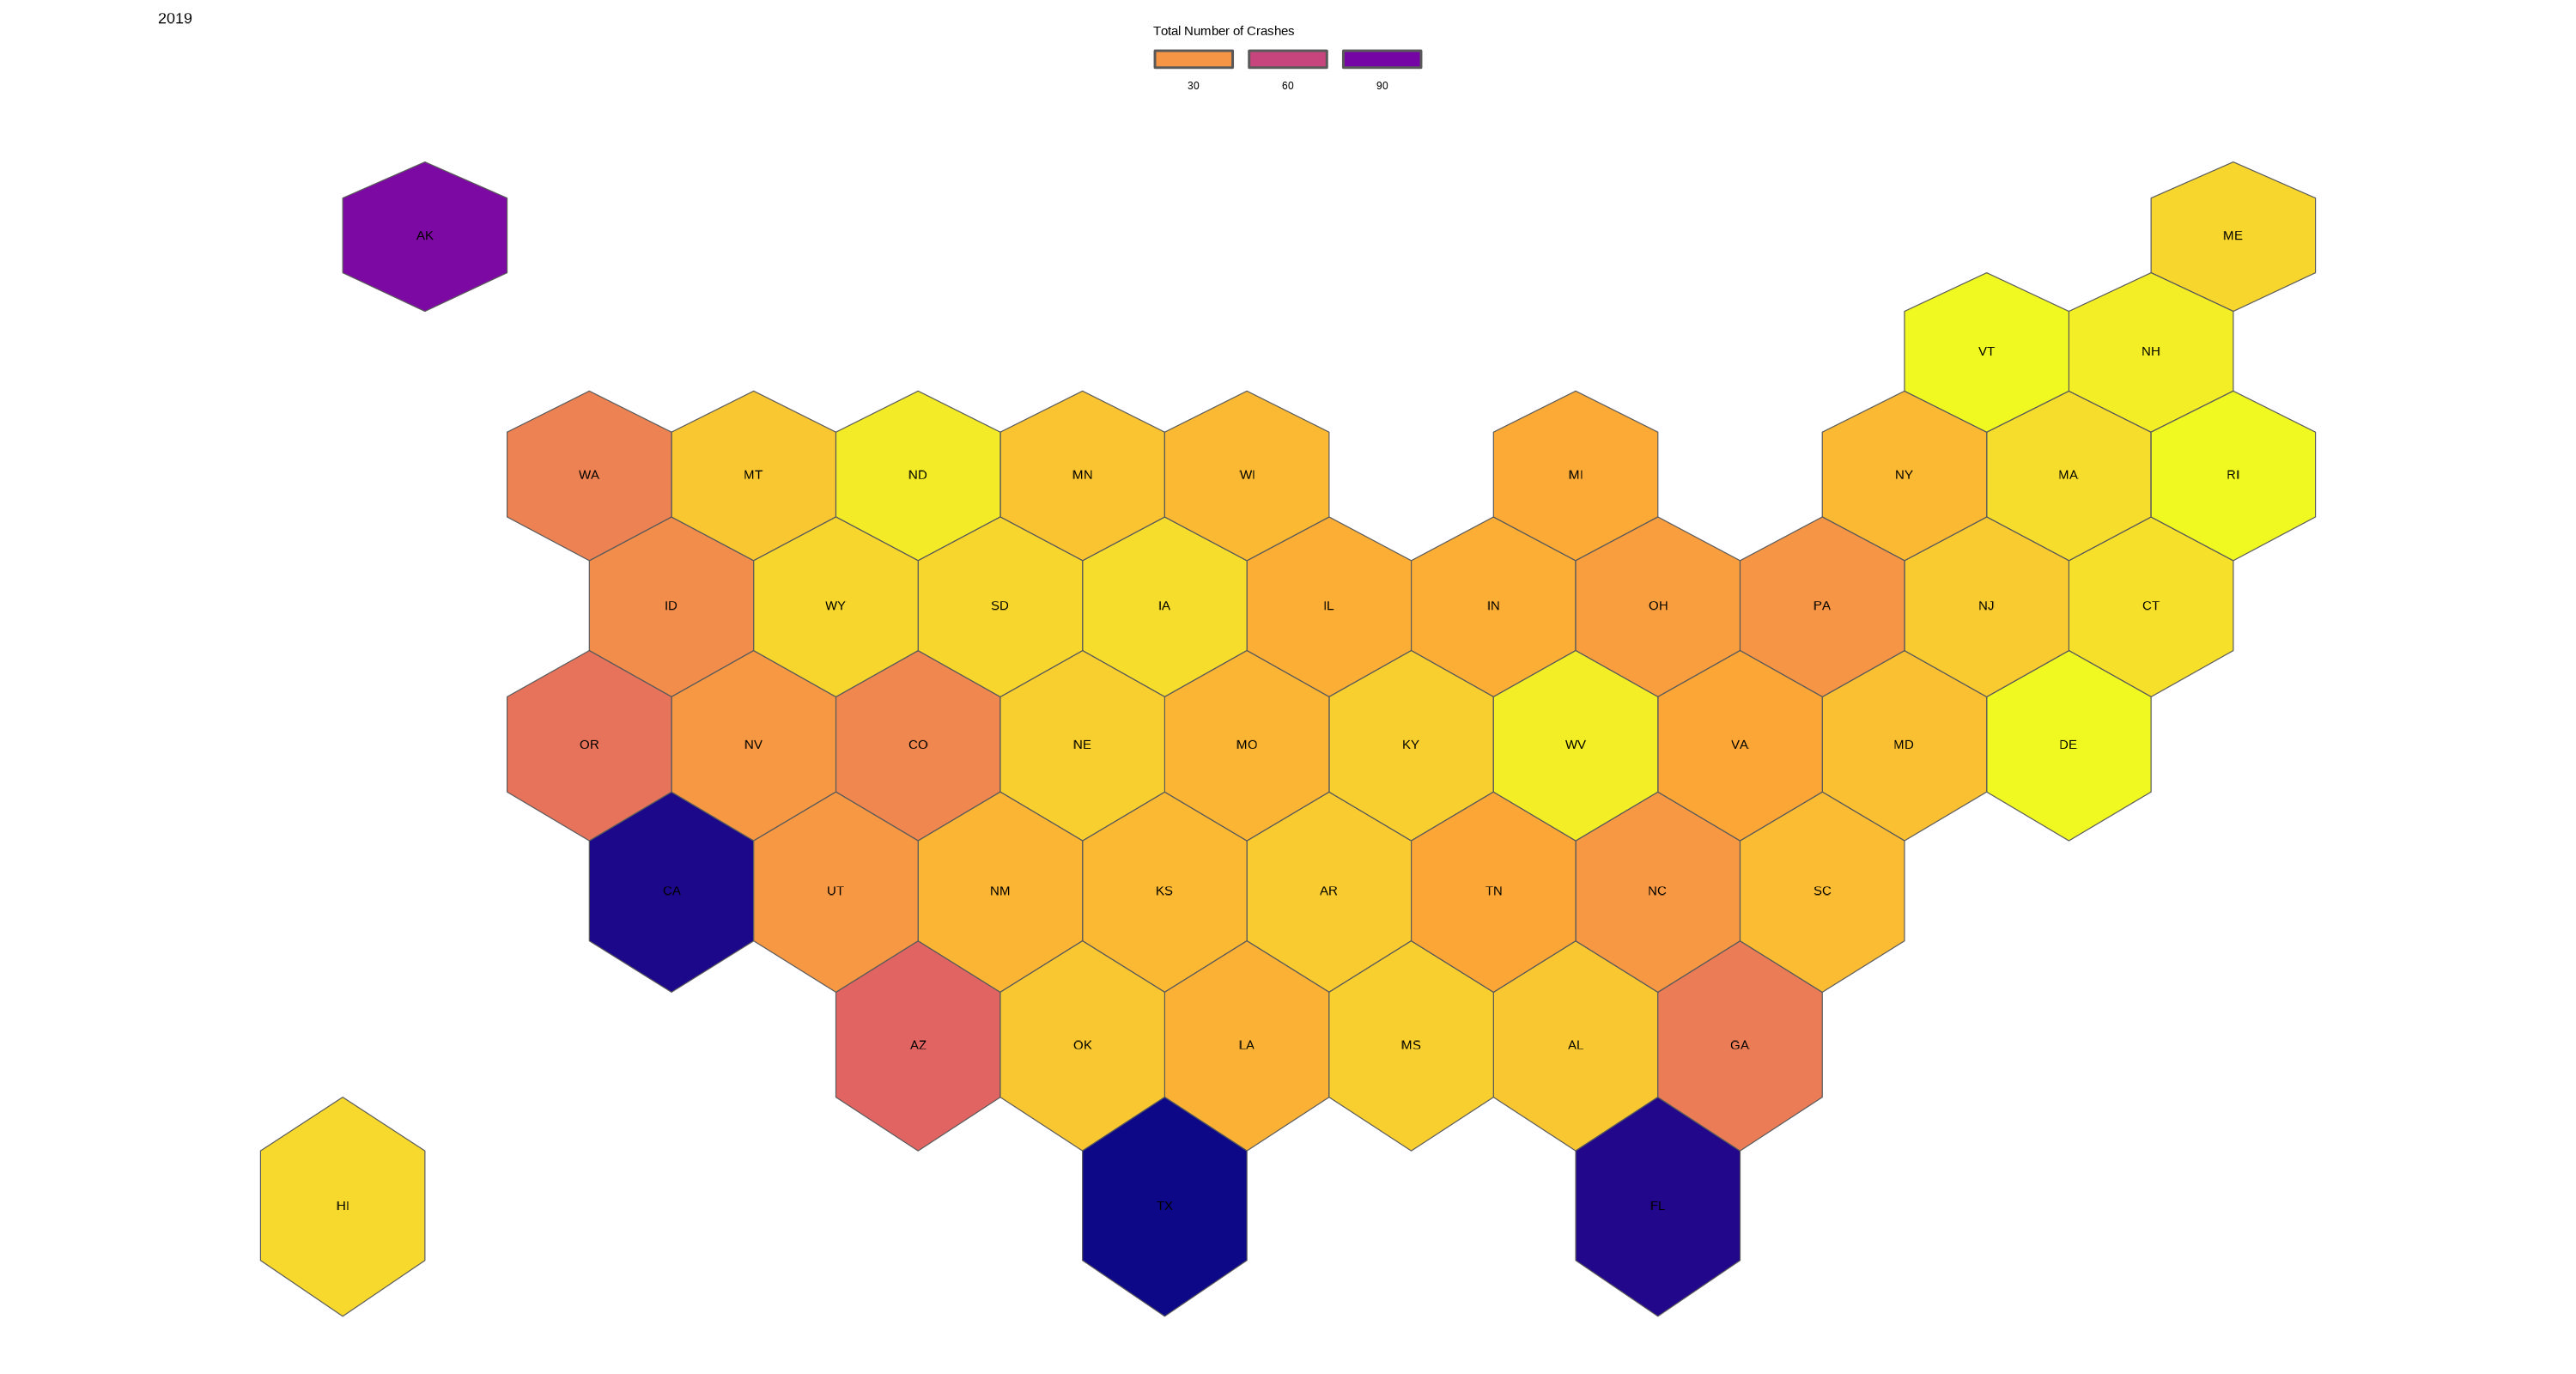 2019
Total Number of Crashes
30 60 90
AK ME
VT NH
WA MT ND MN WI MI NY MA RI
ID WY SD IA IL IN OH PA NJ CT
OR NV CO NE MO KY WV VA MD DE
CA UT NM KS AR TN NC SC
AZ OK LA MS AL GA
HI TX FL